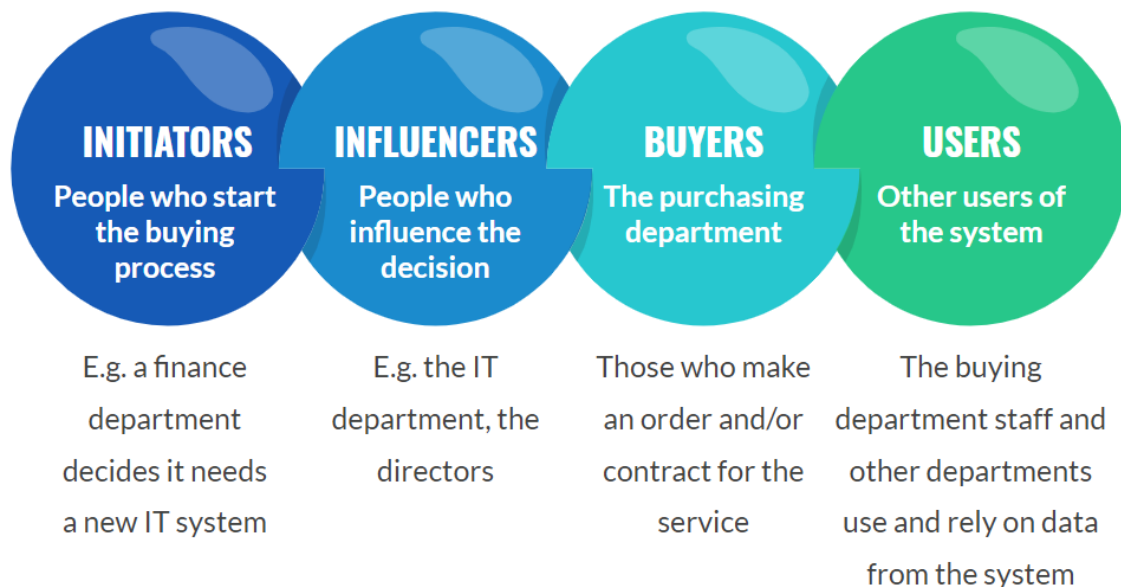 INITIATORS
People who start
the buying
process
E.g. a finance
department
decides it needs
a new IT system
INFLUENCERS
People who
influence the
decision
E.g. the IT
department, the
directors
BUYERS
The purchasing
department
Those who make
an order and/or
contract for the
service
USERS
Other users of
the system
The buying
department staff and
other departments
use and rely on data
from the system